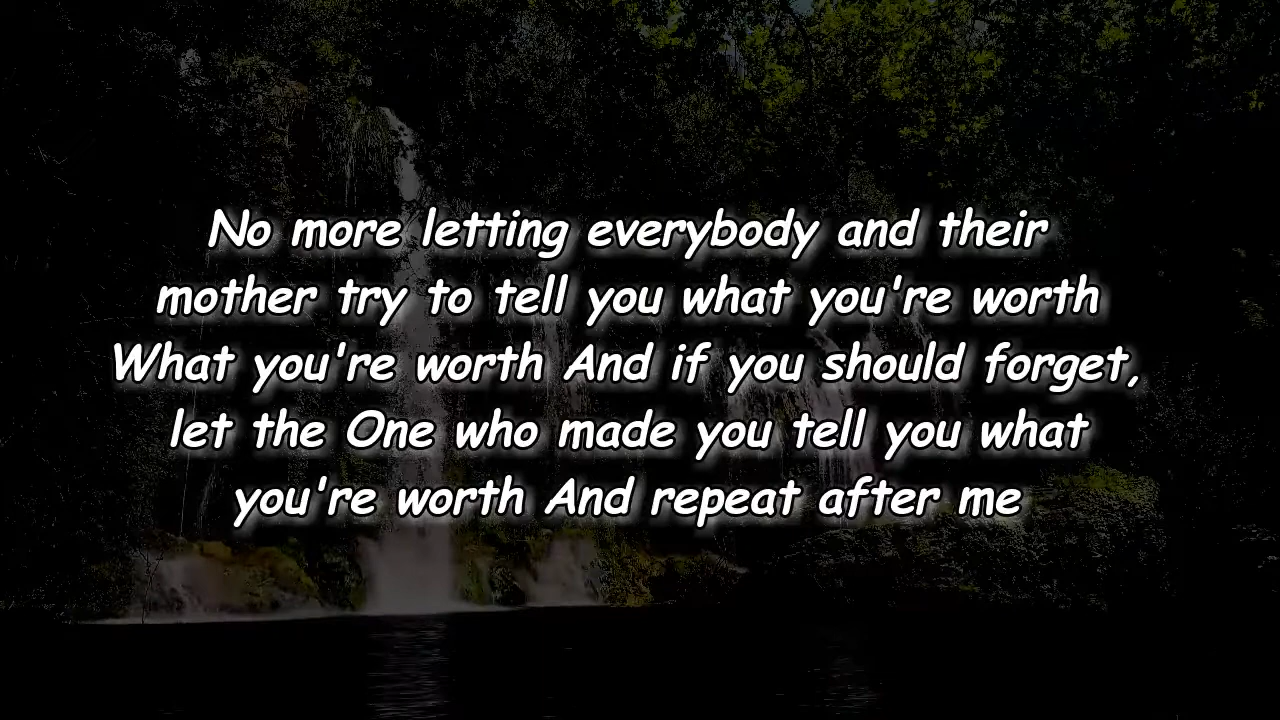 No more letting everybody and their
mother try to tell you what you're worth
What you're worth And if you should forget,
let the One who made you tell you what
you're worth And repeat after me